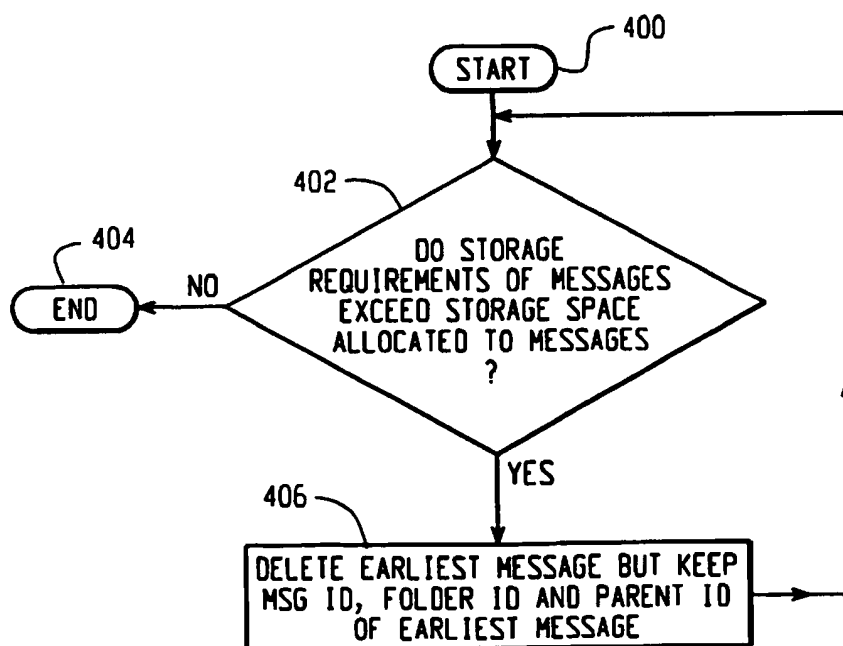 400
START
402
DO STORAGE
REQUIREMENTS OF MESSAGES
EXCEED STORAGE SPACE
ALLOCATED TO MESSAGES
?
404
NO
END
YES
406
DELETE EARLIEST MESSAGE BUT KEEP
MSG ID, FOLDER ID AND PARENT ID
OF EARLIEST MESSAGE